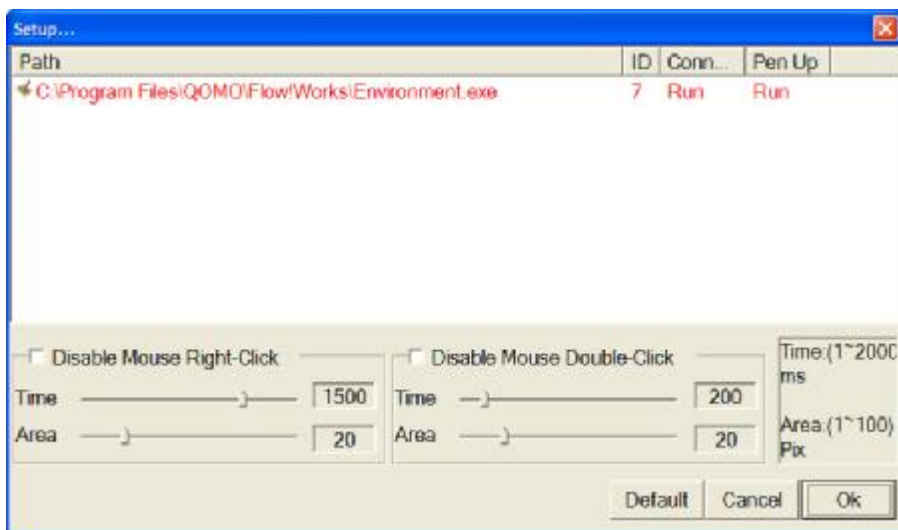 Setup...
Path ID Conn... Pen Up
C:\Program Files\QOMO\Flow!Works\Environment.exe 7 Run Run
Disable Mouse Right-Click Disable Mouse Double-Click Time:(1~2000
ms
Time 1500 Time 200
Area 20 Area 20 Area:(1~100)
Pix
Default Cancel Ok